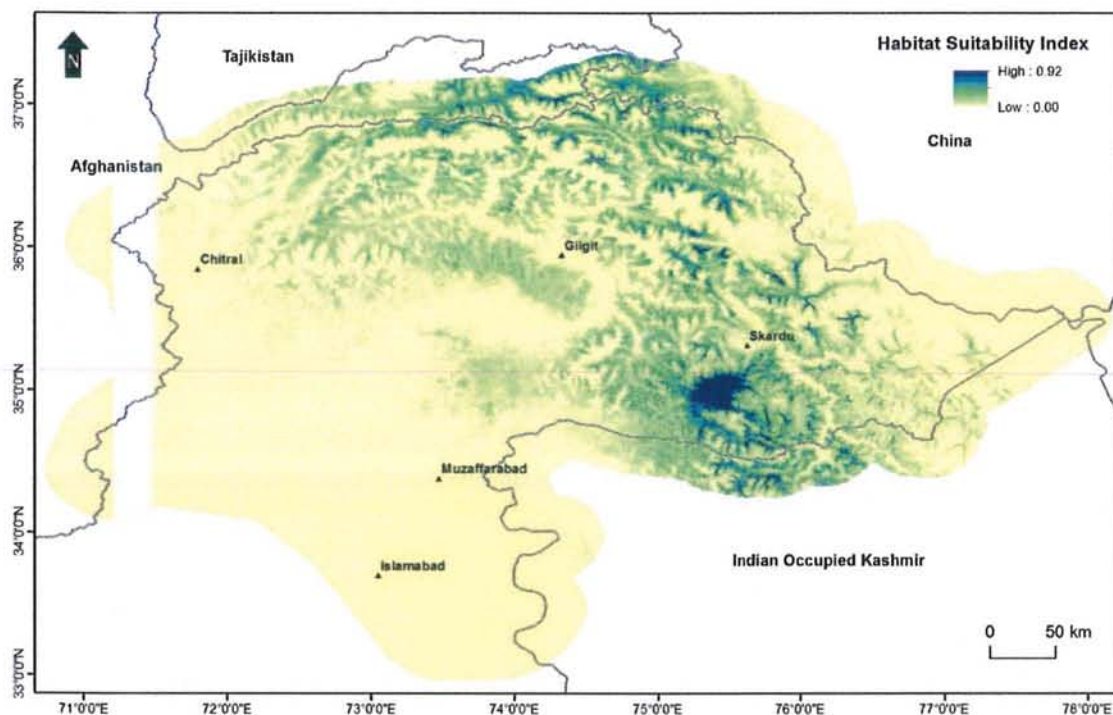 N
Tajikistan
Habitat Suitability Index
High : 0.92
Low : 0.00
China
Afghanistan
Chitral
Gilgit
Skardu
Muzaffarabad
Islamabad
Indian Occupied Kashmir
0 50 km
37°0'0"N
36°0'0"N
35°0'0"N
34°0'0"N
33°0'0"N
71°0'0"E 72°0'0"E 73°0'0"E 74°0'0"E 75°0'0"E 76°0'0"E 77°0'0"E 78°0'0"E